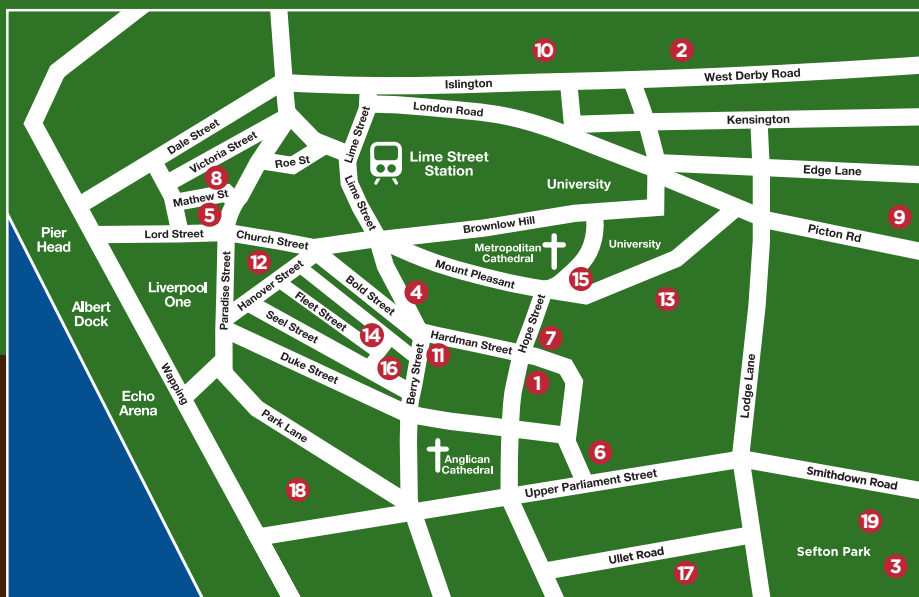 10
2
Islington
West Derby Road
London Road
Kensington
Dale Street
Victoria Street
Roe St
Lime Street
Lime Street
Station
University
Edge Lane
8
Mathew St
5
Lime Street
9
Pier
Head
Lord Street
Church Street
Brownlow Hill
Metropolitan
Cathedral
University
Picton Rd
12
Mount Pleasant
15
Liverpool
One
Paradise Street
Hanover Street
Bold Street
4
13
Albert
Dock
Fleet Street
Seel Street
14
Hardman Street
Hope Street
7
11
16
Duke Street
Berry Street
1
Wapping
Echo
Arena
Park Lane
Lodge Lane
Anglican
Cathedral
6
18
Upper Parliament Street
Smithdown Road
19
Ullet Road
Sefton Park
17
3